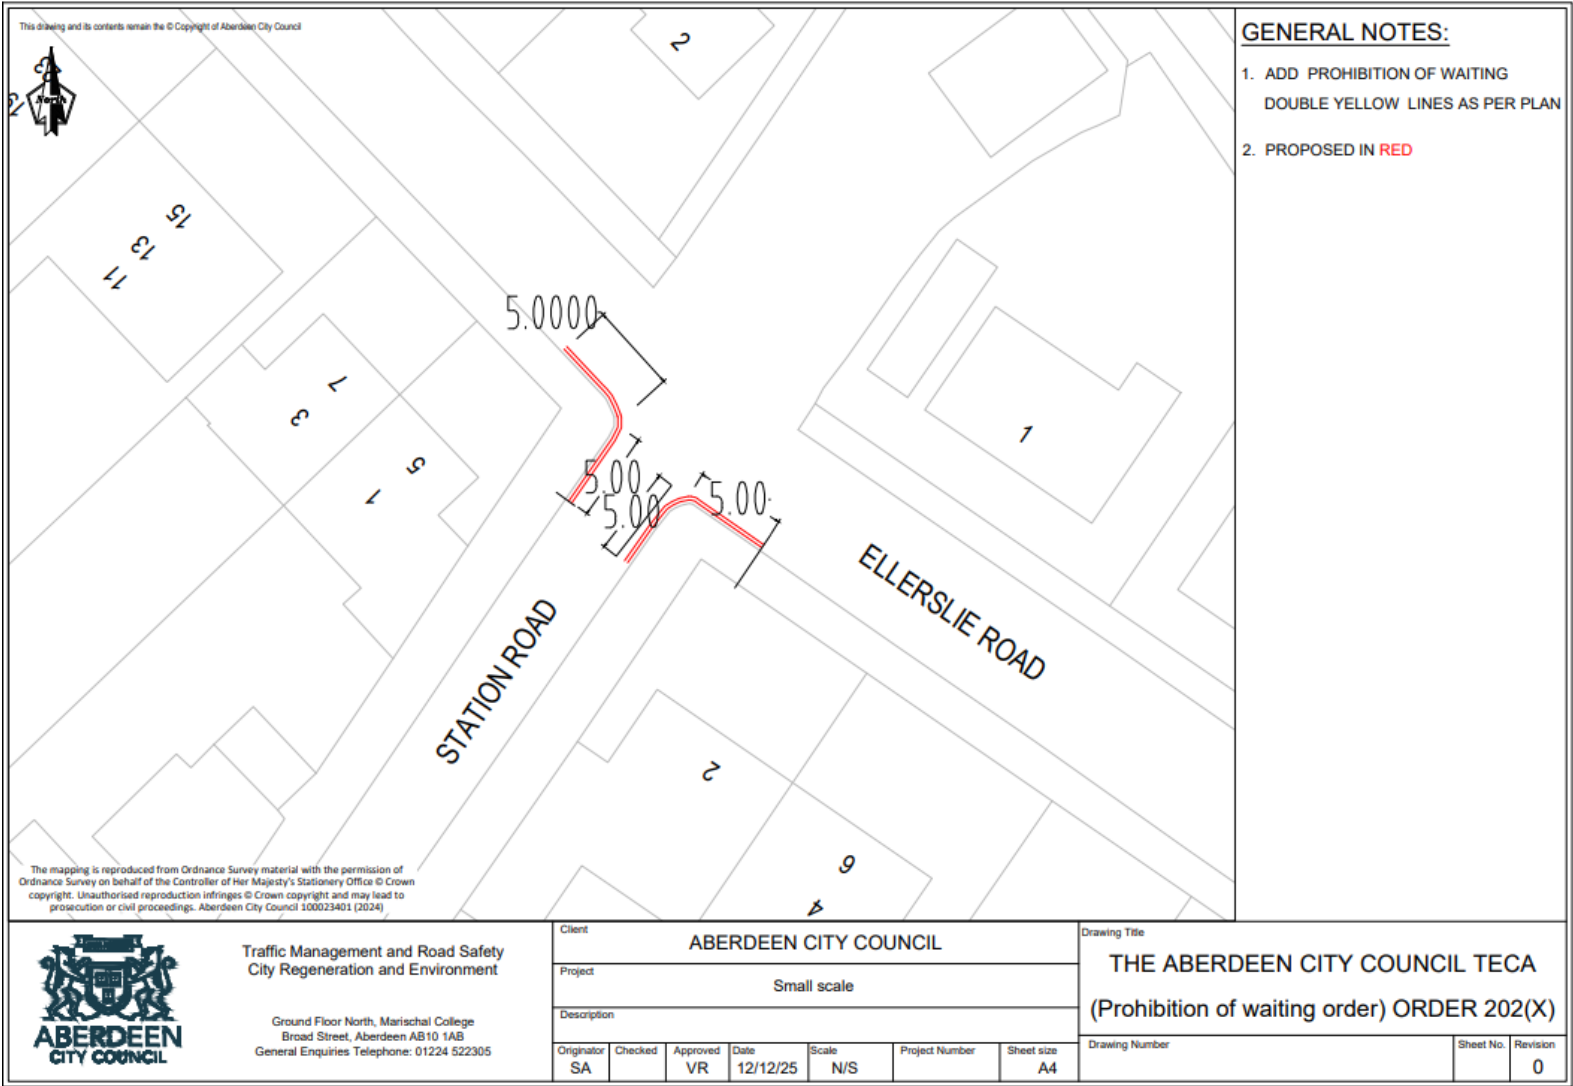 This drawing and its contents remain the © Copyright of Aberdeen City Council
North
2
15
13
11
7
3
5
1
1
2
6
4
5.0000
5.00
5.00
5.00
STATION ROAD
ELLERSLIE ROAD
The mapping is reproduced from Ordnance Survey material with the permission of
Ordnance Survey on behalf of the Controller of Her Majesty's Stationery Office © Crown
copyright. Unauthorised reproduction infringes © Crown copyright and may lead to
prosecution or civil proceedings. Aberdeen City Council 100023401 (2024)
GENERAL NOTES:
1. ADD PROHIBITION OF WAITING
DOUBLE YELLOW LINES AS PER PLAN
2. PROPOSED IN RED
ABERDEEN
CITY COUNCIL
Traffic Management and Road Safety
City Regeneration and Environment
Ground Floor North, Marischal College
Broad Street, Aberdeen AB10 1AB
General Enquiries Telephone: 01224 522305
Client
ABERDEEN CITY COUNCIL
Project
Small scale
Description
Originator
SA
Checked
Approved
VR
Date
12/12/25
Scale
N/S
Project Number
Sheet size
A4
Drawing Title
THE ABERDEEN CITY COUNCIL TECA
(Prohibition of waiting order) ORDER 202(X)
Drawing Number
Sheet No.
Revision
0